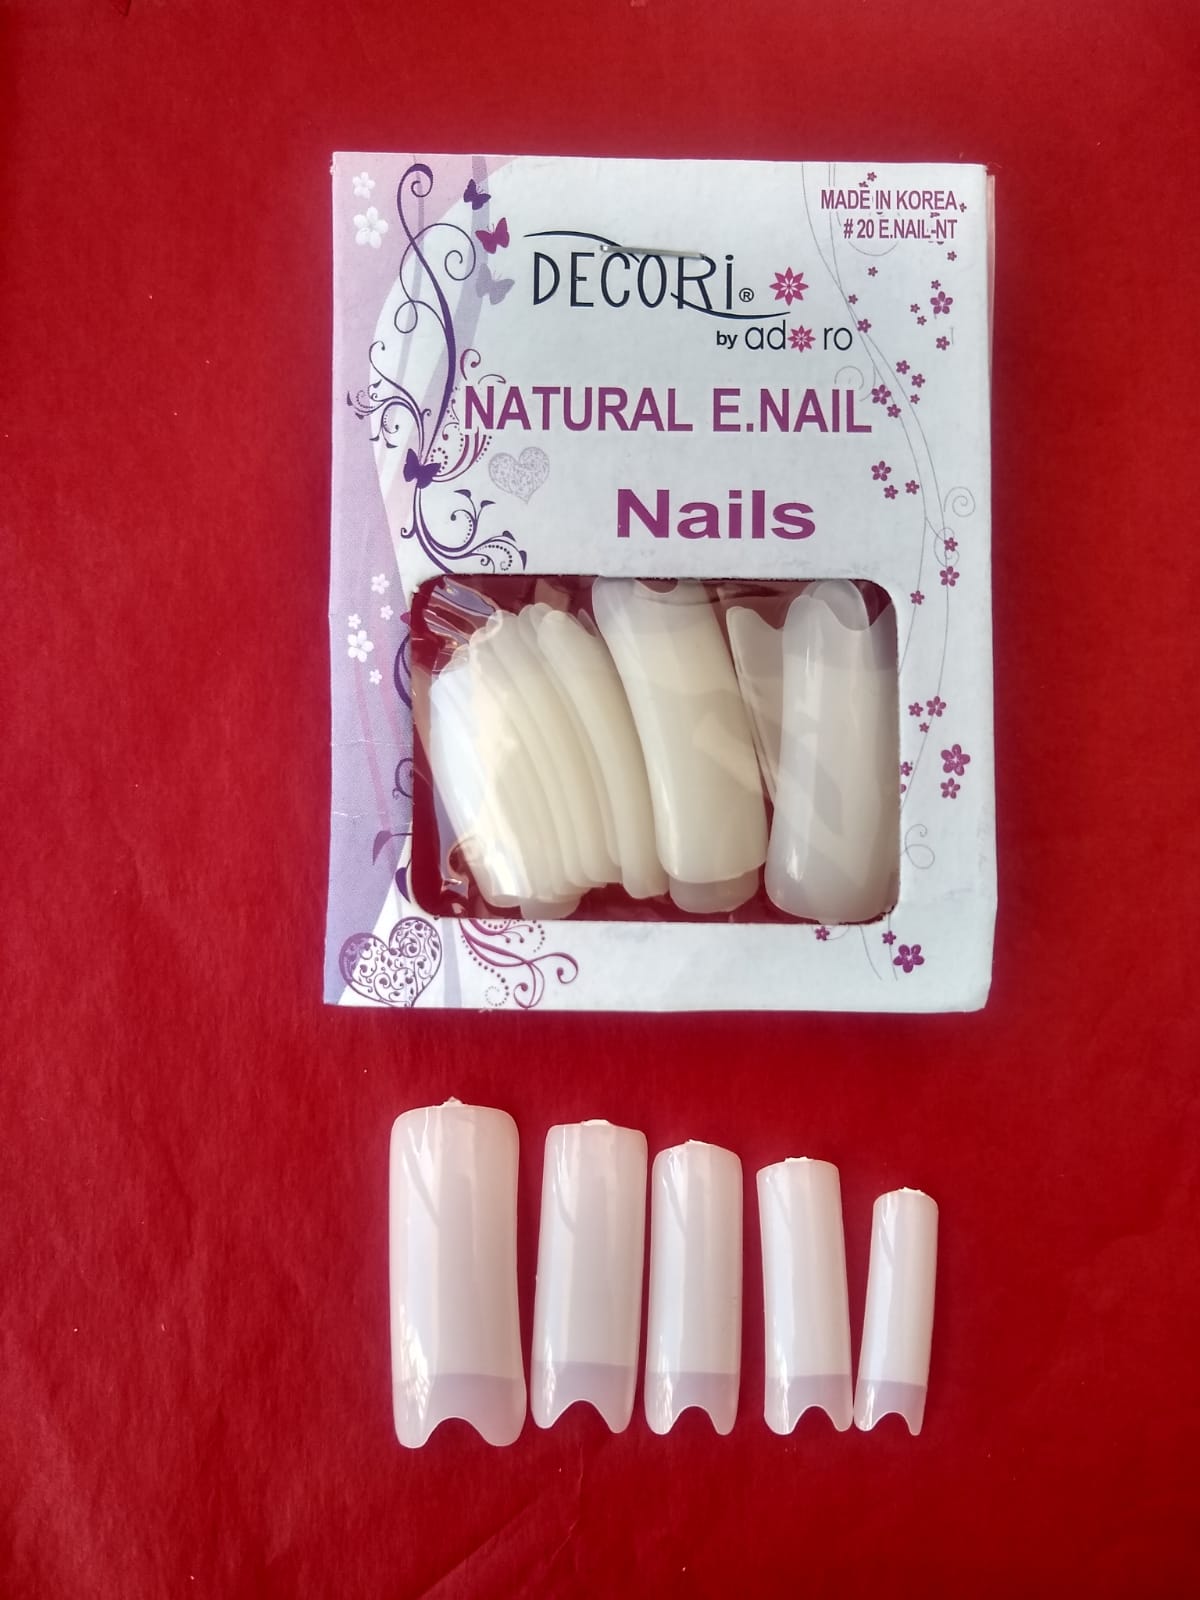 MADE IN KOREA
# 20 E.NAIL-NT
DECORi®
by adoro
NATURAL E.NAIL
Nails